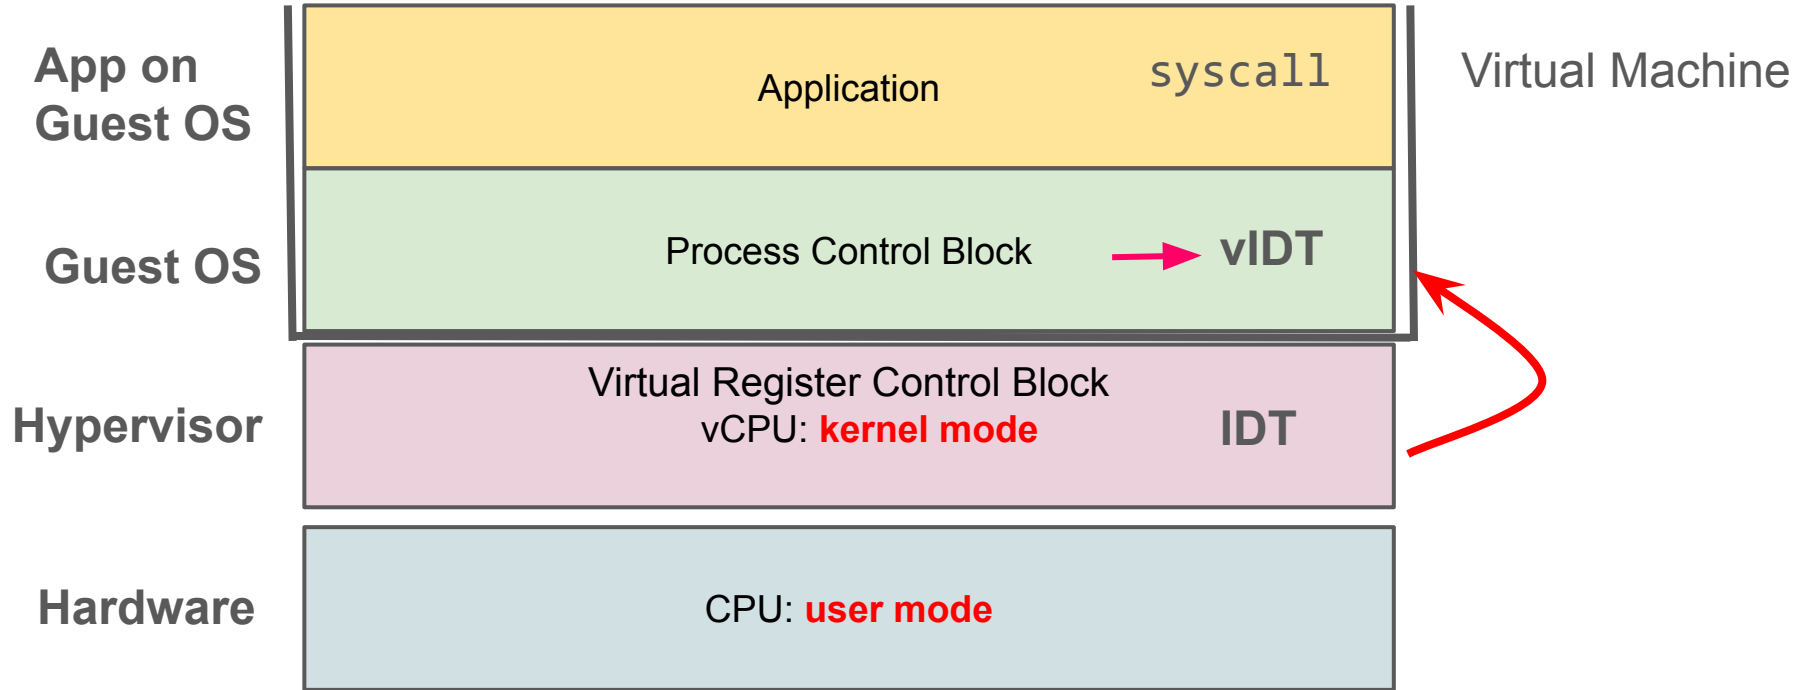 App on
Guest OS
Application
syscall
Virtual Machine
Guest OS
Process Control Block
vIDT
Hypervisor
Virtual Register Control Block
vCPU: kernel mode
IDT
Hardware
CPU: user mode